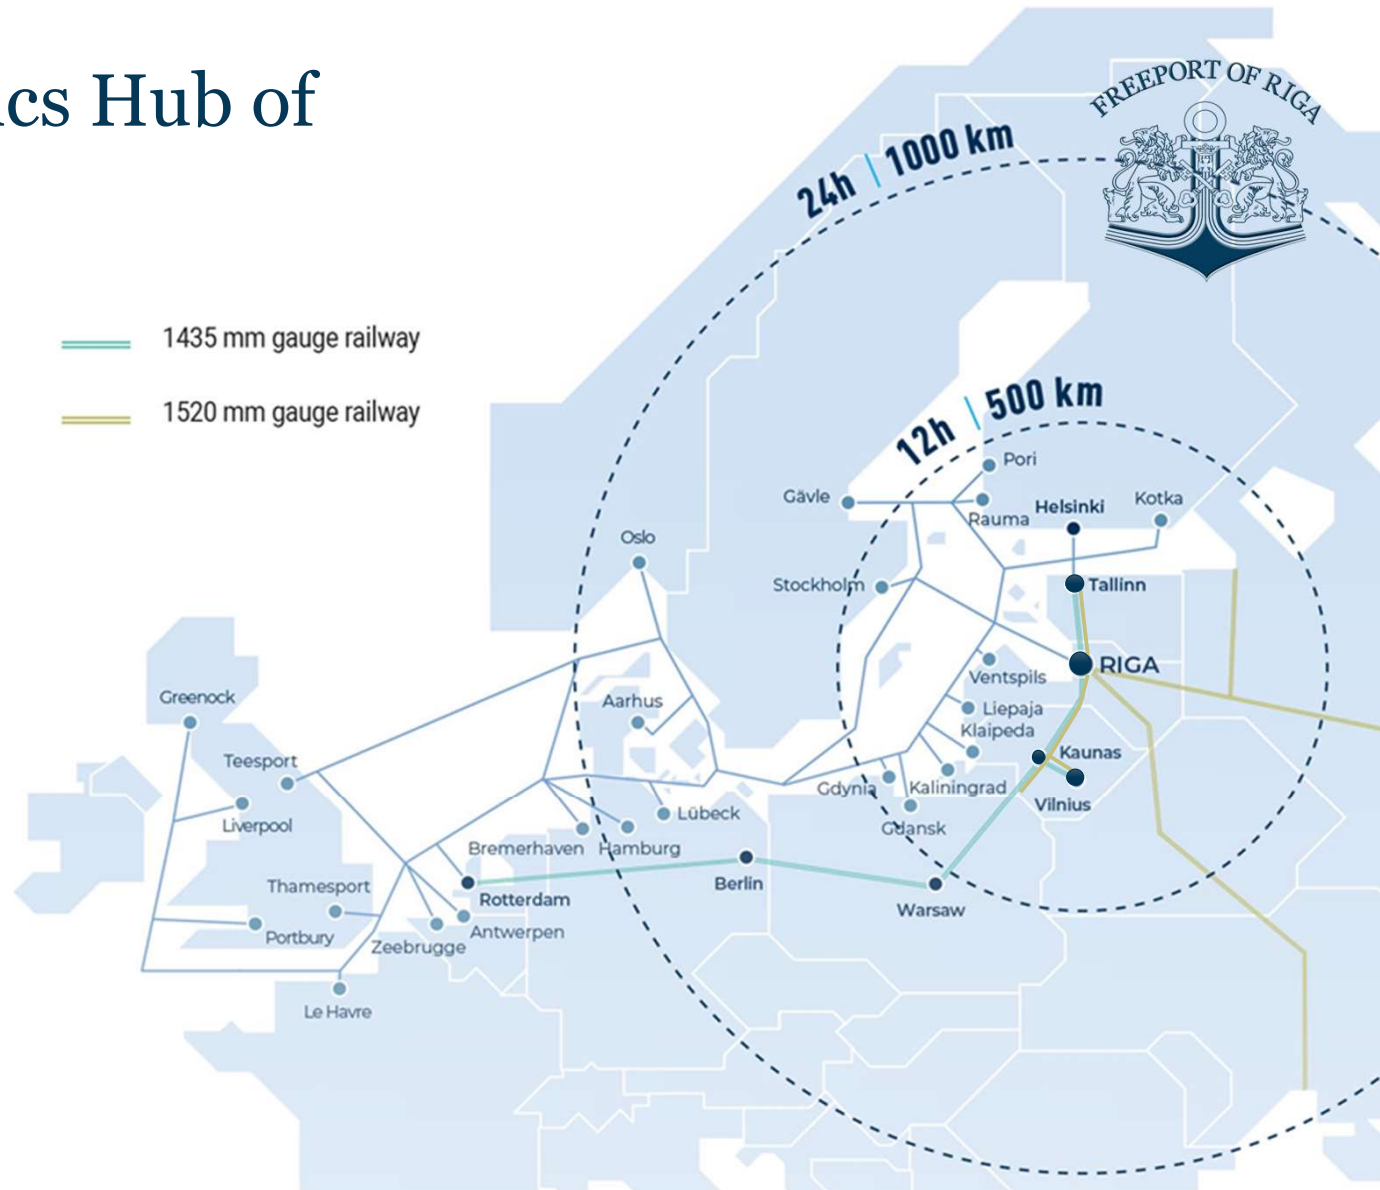 Hub of
FREEPORT OF RIGA
24h | 1000 km
1435 mm gauge railway
1520 mm gauge railway
12h | 500 km
Pori
Gävle
Rauma
Helsinki
Kotka
Oslo
Stockholm
Tallinn
RIGA
Ventspils
Greenock
Aarhus
Liepaja
Klaipeda
Teesport
Kaunas
Gdynia
Kaliningrad
Vilnius
Liverpool
Lübeck
Gdansk
Bremerhaven
Hamburg
Thamesport
Berlin
Rotterdam
Warsaw
Portbury
Zeebrugge
Antwerpen
Le Havre